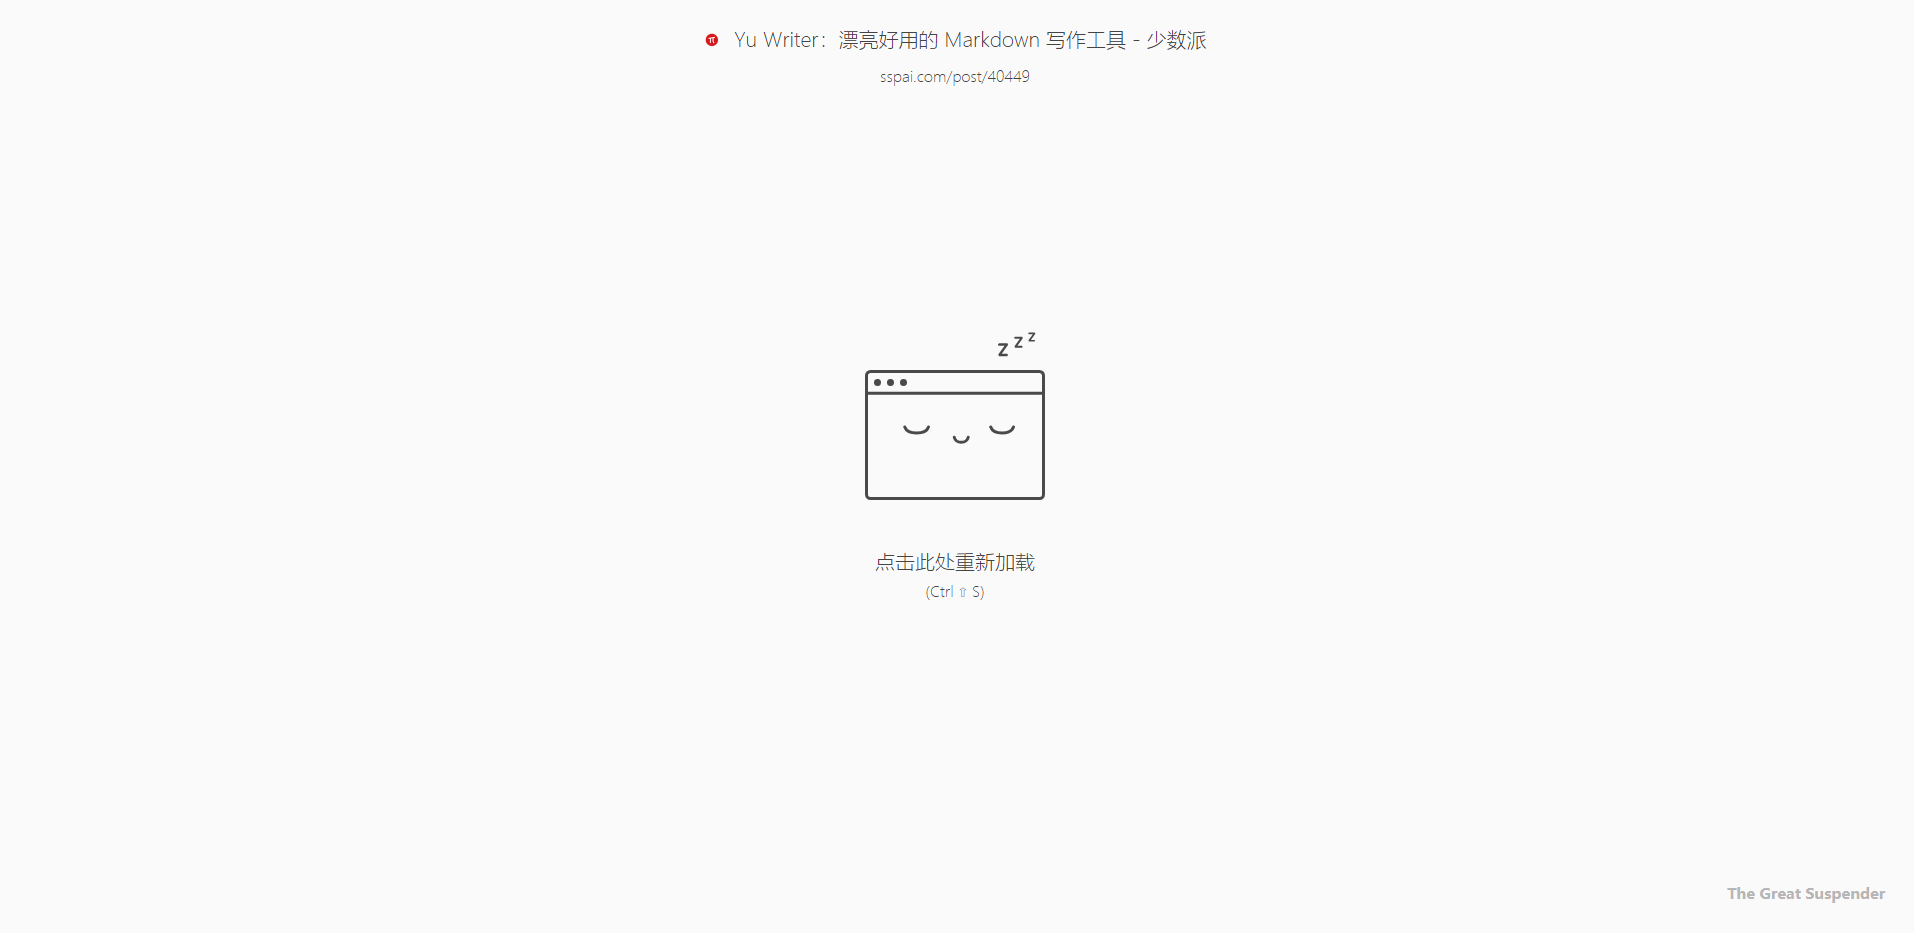 Yu Writer：漂亮好用的 Markdown 写作工具 - 少数派
sspai.com/post/40449
z z z
点击此处重新加载
(Ctrl ⇧ S)
The Great Suspender